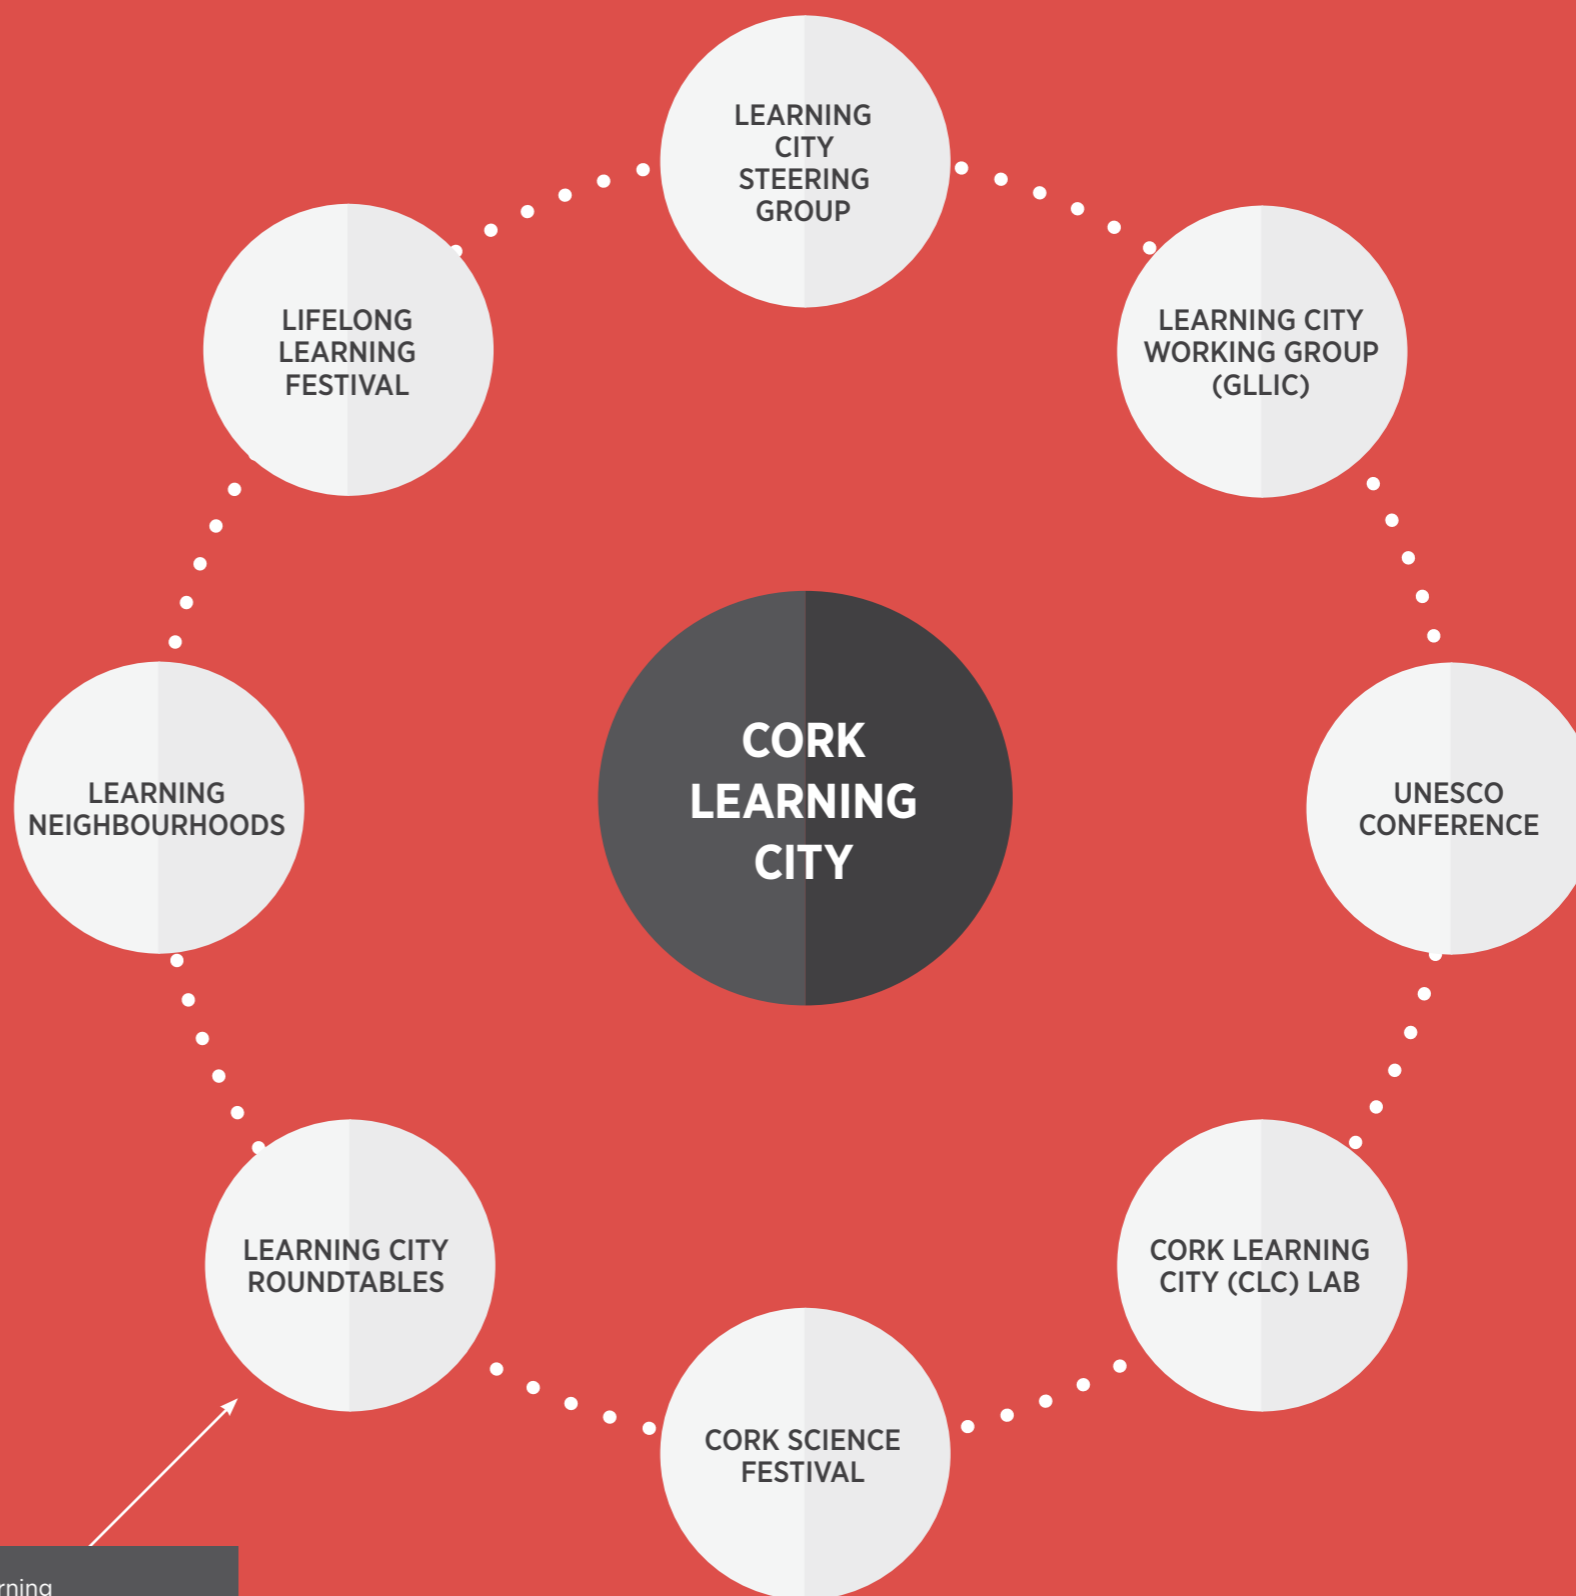 LEARNING
CITY
STEERING
GROUP
LIFELONG
LEARNING
FESTIVAL
LEARNING CITY
WORKING GROUP
(GLLIC)
CORK
LEARNING
CITY
LEARNING
NEIGHBOURHOODS
UNESCO
CONFERENCE
LEARNING CITY
ROUNDTABLES
CORK LEARNING
CITY (CLC) LAB
CORK SCIENCE
FESTIVAL